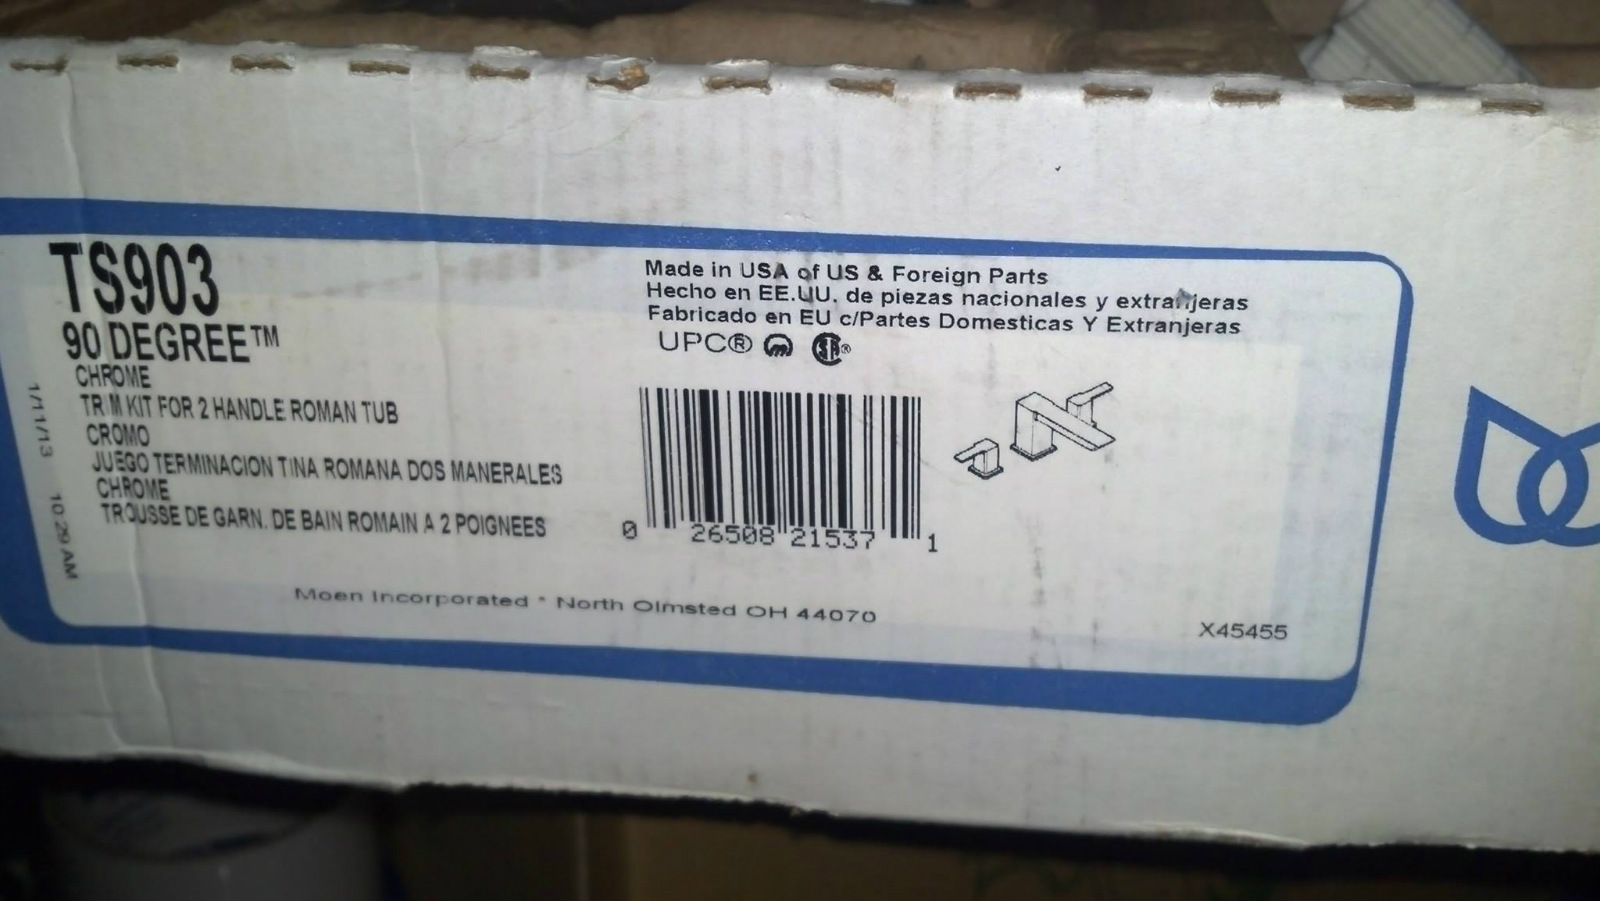 TS903
90 DEGREE™
CHROME
TRIM KIT FOR 2 HANDLE ROMAN TUB
CROMO
JUEGO TERMINACION TINA ROMANA DOS MANERALES
CHROME
TROUSSE DE GARN. DE BAIN ROMAIN A 2 POIGNEES
1/11/13 10:29 AM
Made in USA of US & Foreign Parts
Hecho en EE.UU. de piezas nacionales y extranjeras
Fabricado en EU c/Partes Domesticas Y Extranjeras
UPC®
0 26508 21537 1
Moen Incorporated * North Olmsted OH 44070
X45455